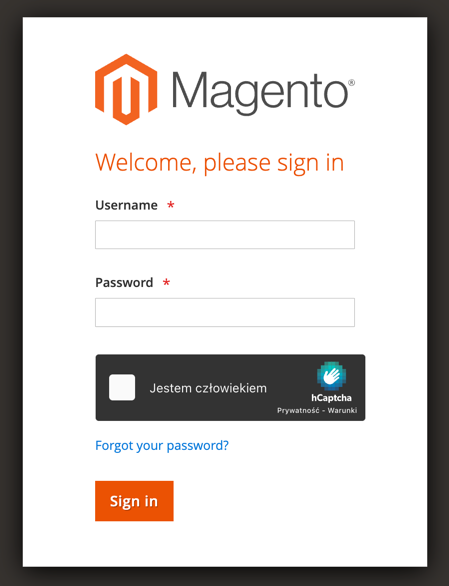 Magento®
Welcome, please sign in
Username *
Password *
Jestem człowiekiem
hCaptcha
Prywatność - Warunki
Forgot your password?
Sign in